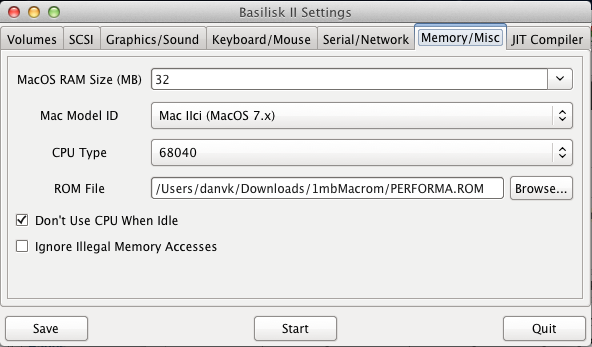 Basilisk II Settings
Volumes SCSI Graphics/Sound Keyboard/Mouse Serial/Network Memory/Misc JIT Compiler
MacOS RAM Size (MB) 32
Mac Model ID Mac IIci (MacOS 7.x)
CPU Type 68040
ROM File /Users/danvk/Downloads/1mbMacrom/PERFORMA.ROM Browse...
Don't Use CPU When Idle
Ignore Illegal Memory Accesses
Save Start Quit